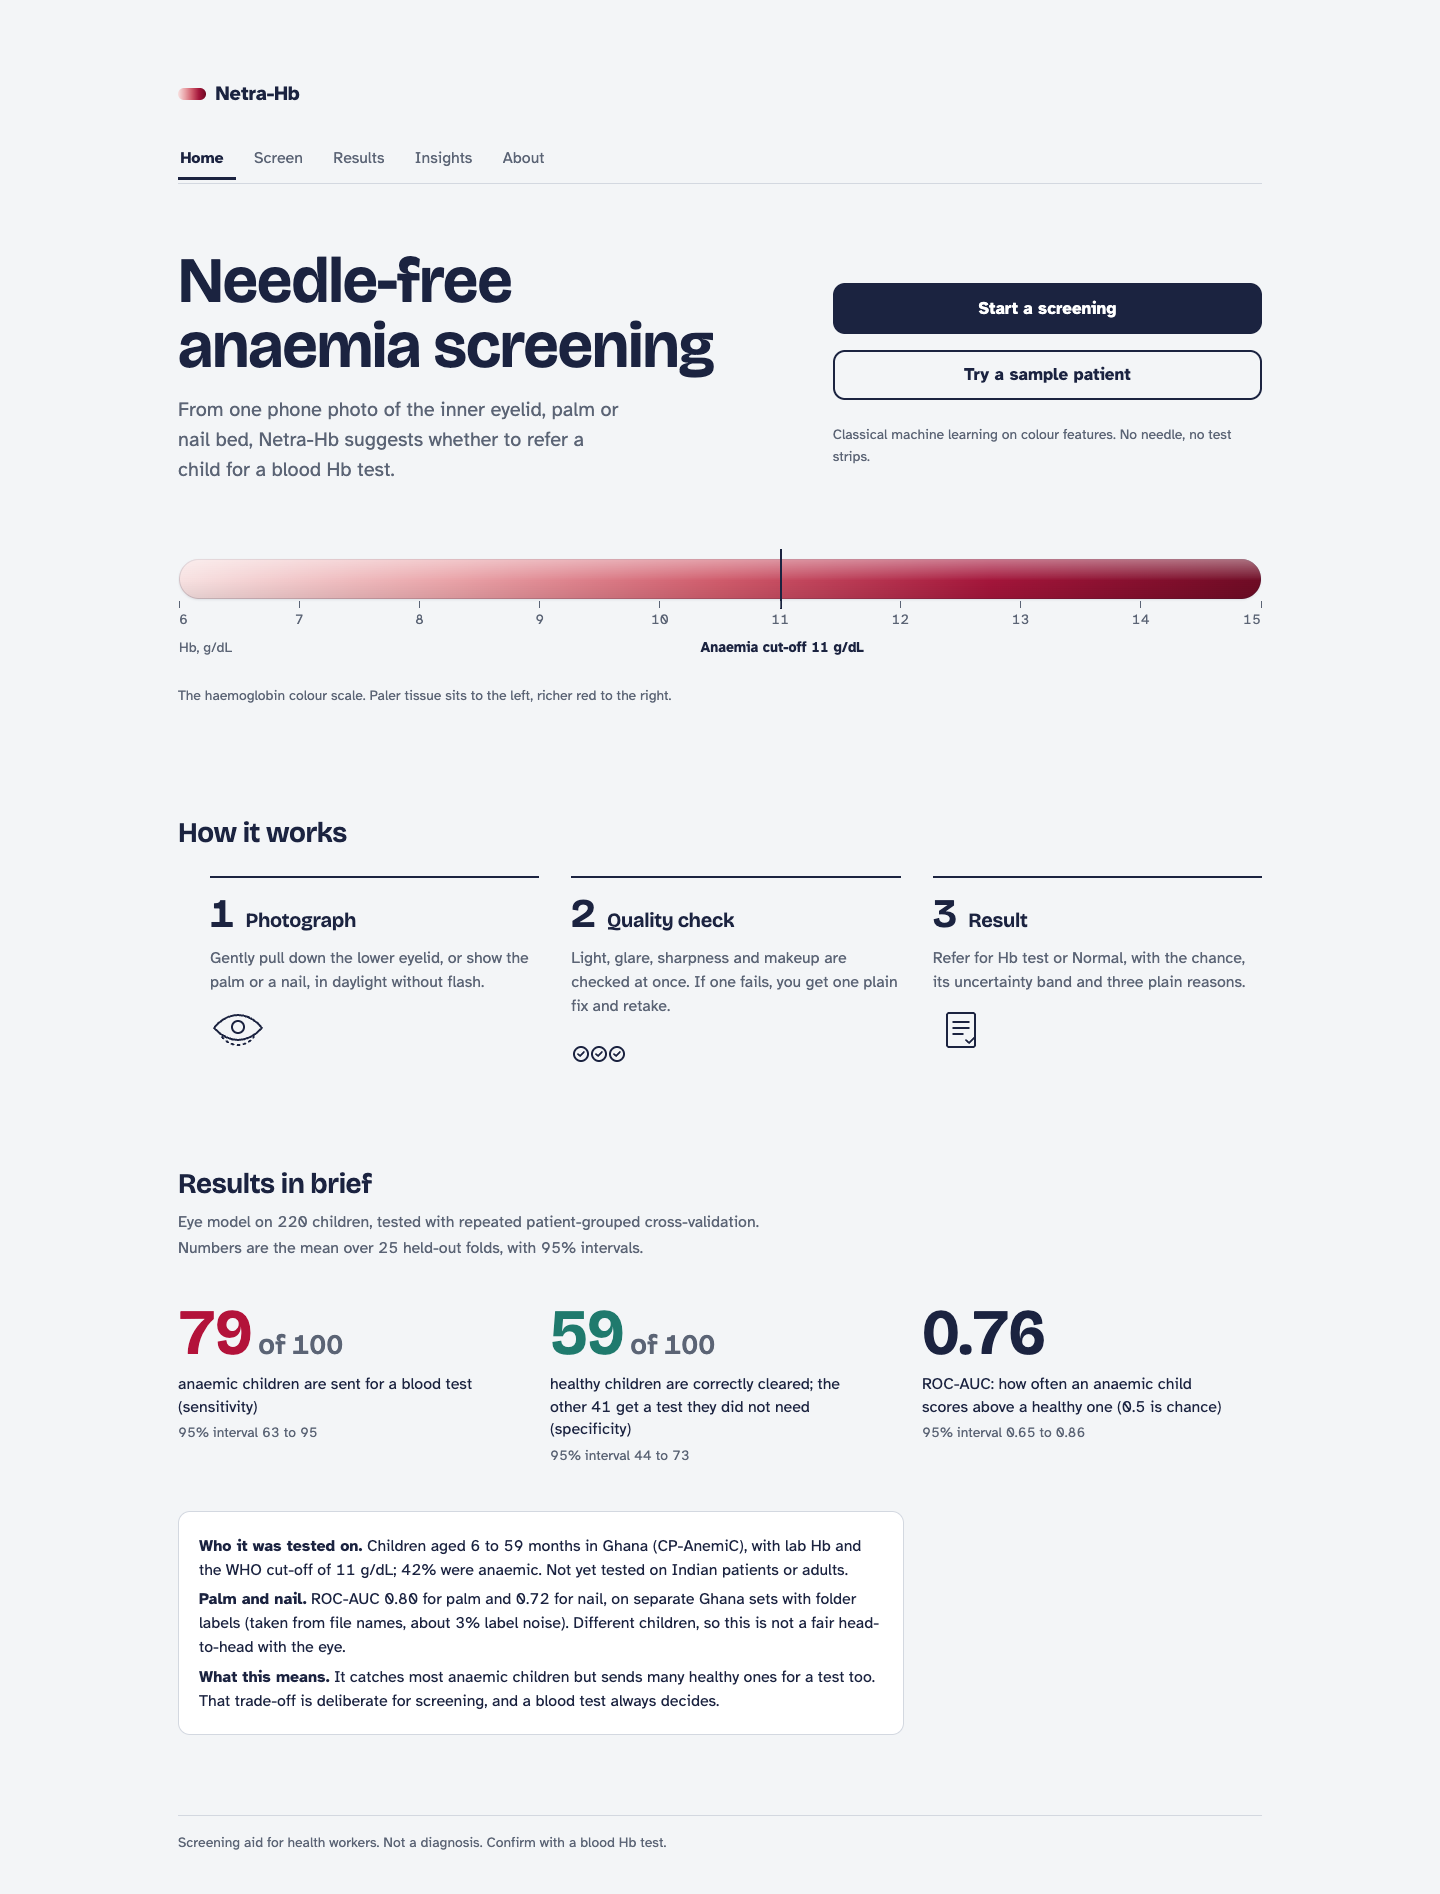 Netra-Hb
Home Screen Results Insights About
Needle-free
anaemia screening
From one phone photo of the inner eyelid, palm or
nail bed, Netra-Hb suggests whether to refer a
child for a blood Hb test.
Start a screening
Try a sample patient
Classical machine learning on colour features. No needle, no test
strips.
6 7 8 9 10 11 12 13 14 15
Hb, g/dL
Anaemia cut-off 11 g/dL
The haemoglobin colour scale. Paler tissue sits to the left, richer red to the right.
How it works
1 Photograph
Gently pull down the lower eyelid, or show the
palm or a nail, in daylight without flash.
2 Quality check
Light, glare, sharpness and makeup are
checked at once. If one fails, you get one plain
fix and retake.
3 Result
Refer for Hb test or Normal, with the chance,
its uncertainty band and three plain reasons.
Results in brief
Eye model on 220 children, tested with repeated patient-grouped cross-validation.
Numbers are the mean over 25 held-out folds, with 95% intervals.
79 of 100
anaemic children are sent for a blood test
(sensitivity)
95% interval 63 to 95
59 of 100
healthy children are correctly cleared; the
other 41 get a test they did not need
(specificity)
95% interval 44 to 73
0.76
ROC-AUC: how often an anaemic child
scores above a healthy one (0.5 is chance)
95% interval 0.65 to 0.86
Who it was tested on. Children aged 6 to 59 months in Ghana (CP-AnemiC), with lab Hb and
the WHO cut-off of 11 g/dL; 42% were anaemic. Not yet tested on Indian patients or adults.
Palm and nail. ROC-AUC 0.80 for palm and 0.72 for nail, on separate Ghana sets with folder
labels (taken from file names, about 3% label noise). Different children, so this is not a fair head-
to-head with the eye.
What this means. It catches most anaemic children but sends many healthy ones for a test too.
That trade-off is deliberate for screening, and a blood test always decides.
Screening aid for health workers. Not a diagnosis. Confirm with a blood Hb test.